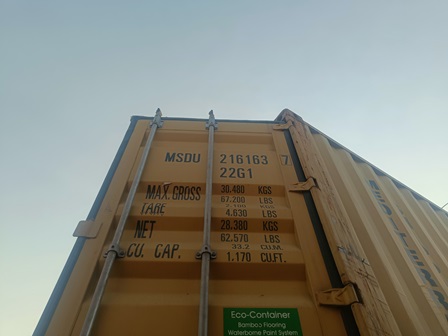 MSDU 216163 7
22G1
MAX. GROSS 30.480 KGS
67.200 LBS
TARE 2.100 KGS
4.630 LBS
NET 28.380 KGS
62.570 LBS
CU. CAP. 33.2 CU.M.
1.170 CU.FT.
Eco-Container
Bamboo Flooring
Waterborne Paint System